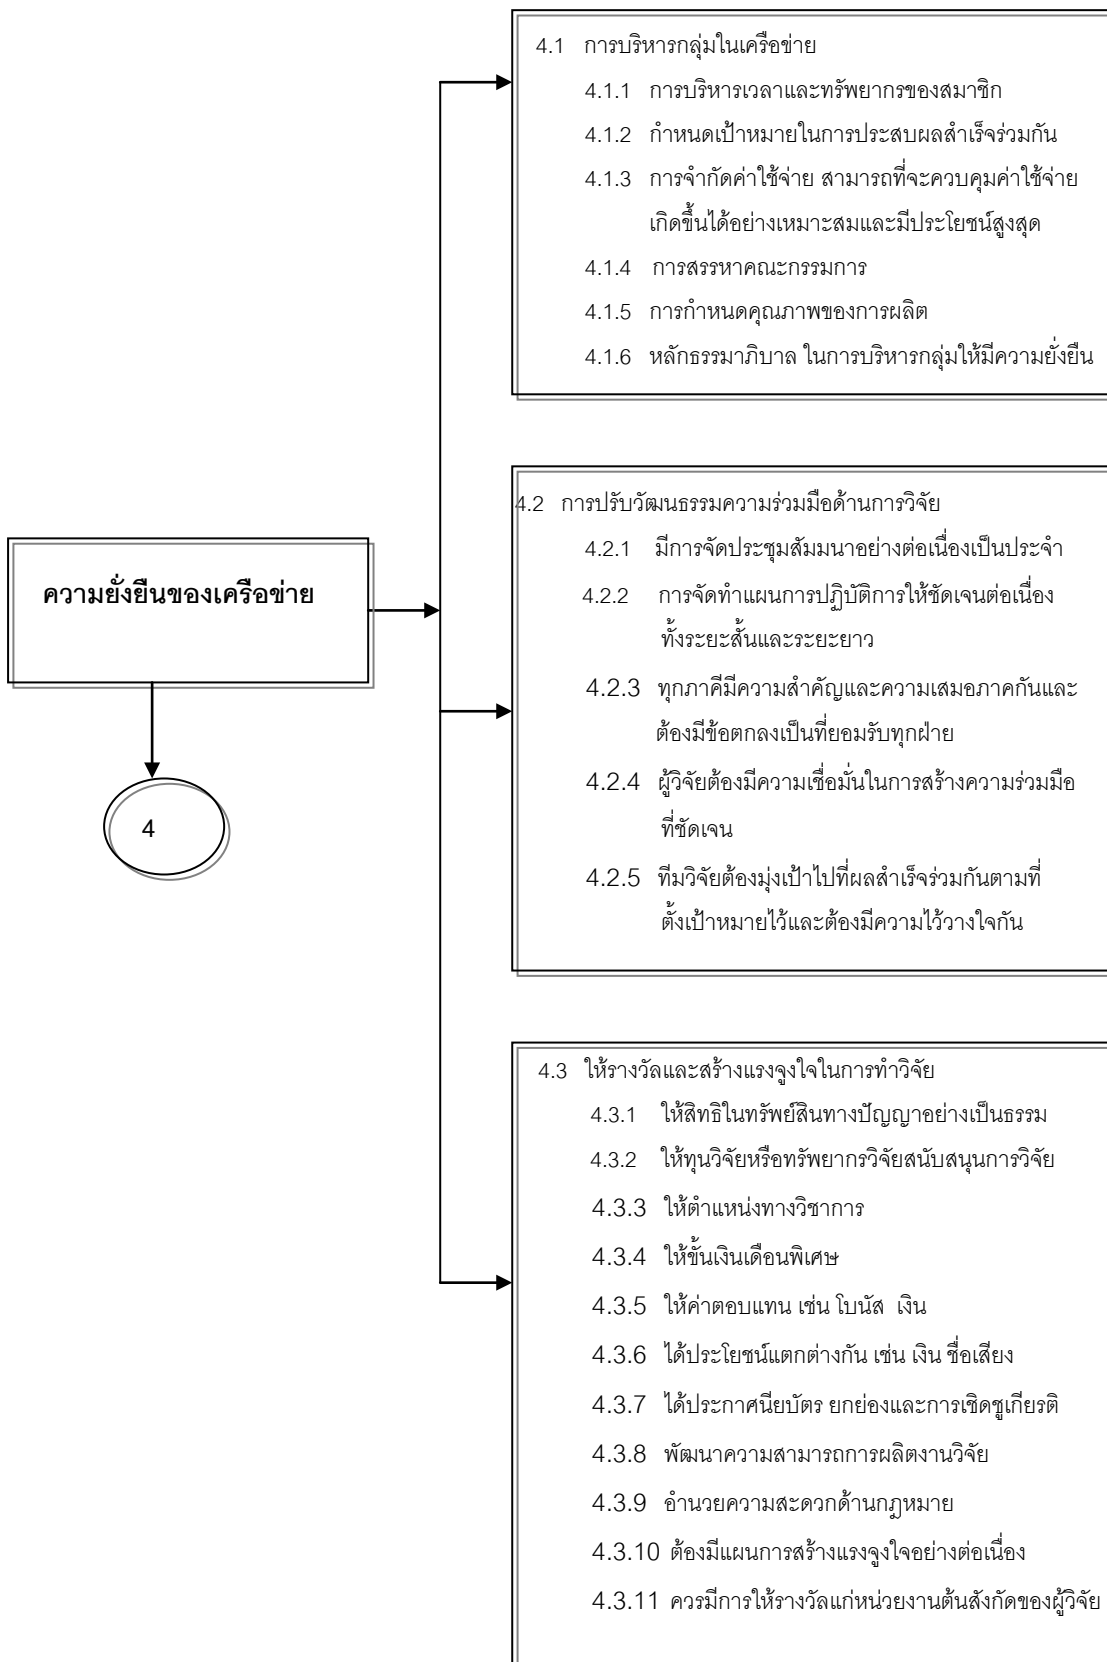 4.1 การบริหารกลุ่มในเครือข่าย
4.1.1 การบริหารเวลาและทรัพยากรของสมาชิก
4.1.2 กำหนดเป้าหมายในการประสบผลสำเร็จร่วมกัน
4.1.3 การจำกัดค่าใช้จ่าย สามารถที่จะควบคุมค่าใช้จ่าย
เกิดขึ้นได้อย่างเหมาะสมและมีประโยชน์สูงสุด
4.1.4 การสรรหาคณะกรรมการ
4.1.5 การกำหนดคุณภาพของการผลิต
4.1.6 หลักธรรมาภิบาล ในการบริหารกลุ่มให้มีความยั่งยืน
ความยั่งยืนของเครือข่าย
4
4.2 การปรับวัฒนธรรมความร่วมมือด้านการวิจัย
4.2.1 มีการจัดประชุมสัมมนาอย่างต่อเนื่องเป็นประจำ
4.2.2 การจัดทำแผนการปฏิบัติการให้ชัดเจนต่อเนื่อง
ทั้งระยะสั้นและระยะยาว
4.2.3 ทุกภาคีมีความสำคัญและความเสมอภาคกันและ
ต้องมีข้อตกลงเป็นที่ยอมรับทุกฝ่าย
4.2.4 ผู้วิจัยต้องมีความเชื่อมั่นในการสร้างความร่วมมือ
ที่ชัดเจน
4.2.5 ทีมวิจัยต้องมุ่งเป้าไปที่ผลสำเร็จร่วมกันตามที่
ตั้งเป้าหมายไว้และต้องมีความไว้วางใจกัน
4.3 ให้รางวัลและสร้างแรงจูงใจในการทำวิจัย
4.3.1 ให้สิทธิในทรัพย์สินทางปัญญาอย่างเป็นธรรม
4.3.2 ให้ทุนวิจัยหรือทรัพยากรวิจัยสนับสนุนการวิจัย
4.3.3 ให้ตำแหน่งทางวิชาการ
4.3.4 ให้ขั้นเงินเดือนพิเศษ
4.3.5 ให้ค่าตอบแทน เช่น โบนัส เงิน
4.3.6 ได้ประโยชน์แตกต่างกัน เช่น เงิน ชื่อเสียง
4.3.7 ได้ประกาศนียบัตร ยกย่องและการเชิดชูเกียรติ
4.3.8 พัฒนาความสามารถการผลิตงานวิจัย
4.3.9 อำนวยความสะดวกด้านกฎหมาย
4.3.10 ต้องมีแผนการสร้างแรงจูงใจอย่างต่อเนื่อง
4.3.11 ควรมีการให้รางวัลแก่หน่วยงานต้นสังกัดของผู้วิจัย